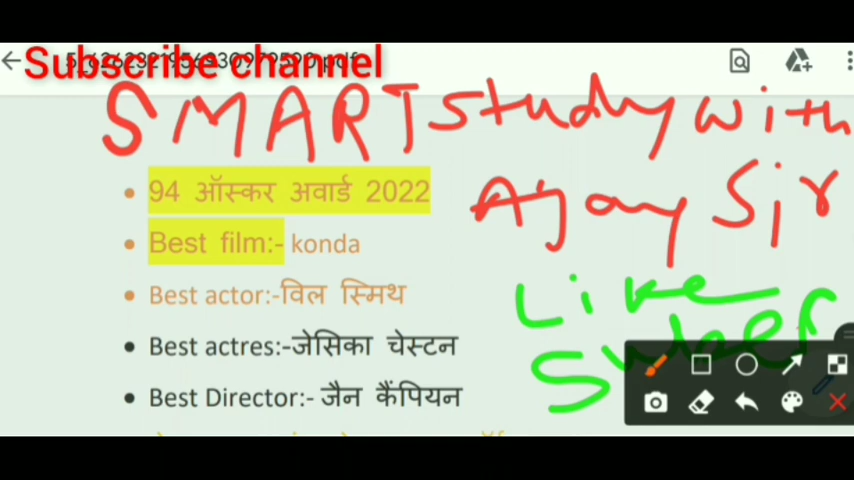 Subscribe channel
SMART study with
Ajay Sir
94 ऑस्कर अवार्ड 2022
Best film:- konda
Best actor:-विल स्मिथ
Like
Best actres:-जेसिका चेस्टन
Best Director:- जैन कैंपियन